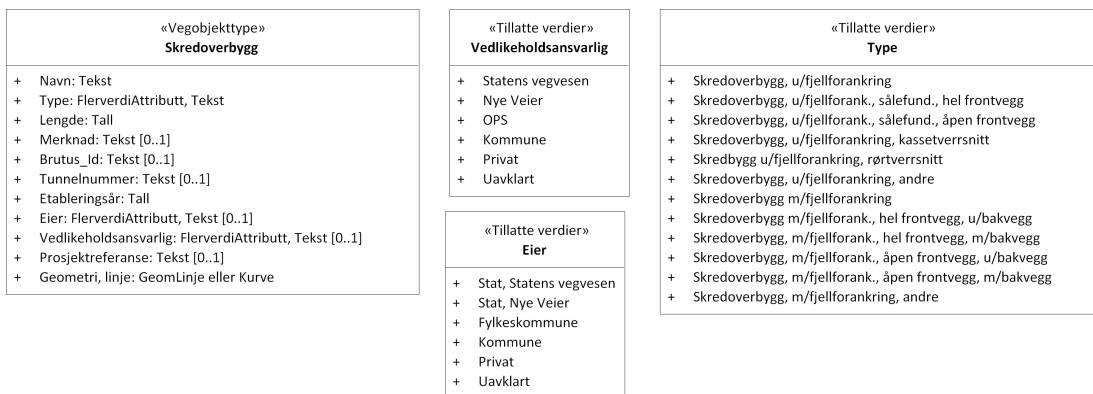 «Vegobjekttype»
Skredoverbygg
+ Navn: Tekst
+ Type: FlerverdiAttributt, Tekst
+ Lengde: Tall
+ Merknad: Tekst [0..1]
+ Brutus_Id: Tekst [0..1]
+ Tunnelnummer: Tekst [0..1]
+ Etableringsår: Tall
+ Eier: FlerverdiAttributt, Tekst [0..1]
+ Vedlikeholdsansvarlig: FlerverdiAttributt, Tekst [0..1]
+ Prosjektreferanse: Tekst [0..1]
+ Geometri, linje: GeomLinje eller Kurve
«Tillatte verdier»
Vedlikeholdsansvarlig
+ Statens vegvesen
+ Nye Veier
+ OPS
+ Kommune
+ Privat
+ Uavklart
«Tillatte verdier»
Eier
+ Stat, Statens vegvesen
+ Stat, Nye Veier
+ Fylkeskommune
+ Kommune
+ Privat
+ Uavklart
«Tillatte verdier»
Type
+ Skredoverbygg, u/fjellforankring
+ Skredoverbygg, u/fjellforank., sålefund., hel frontvegg
+ Skredoverbygg, u/fjellforank., sålefund., åpen frontvegg
+ Skredoverbygg, u/fjellforankring, kassetverrsnitt
+ Skredbygg u/fjellforankring, rørtverrsnitt
+ Skredoverbygg, u/fjellforankring, andre
+ Skredoverbygg m/fjellforankring
+ Skredoverbygg m/fjellforank., hel frontvegg, u/bakvegg
+ Skredoverbygg, m/fjellforank., hel frontvegg, m/bakvegg
+ Skredoverbygg, m/fjellforank., åpen frontvegg, u/bakvegg
+ Skredoverbygg, m/fjellforank., åpen frontvegg, m/bakvegg
+ Skredoverbygg, m/fjellforankring, andre